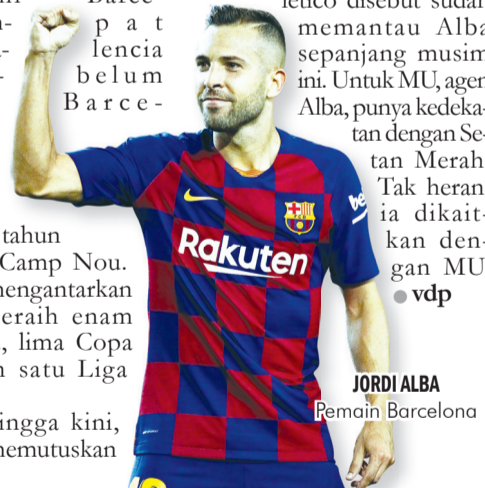 Barce
p a t
lencia
belum
Barce-
tahun
Camp Nou.
mengantarkan
eraih enam
lima Copa
satu Liga
ingga kini,
memutuskan
letico disebut sudah
memantau Alba
sepanjang musim
ini. Untuk MU, agen
Alba, punya kedeka-
tan dengan Se-
tan Merah
Tak heran
ia dikait-
kan den-
gan MU
vdp
Rakuten
JORDI ALBA
Pemain Barcelona